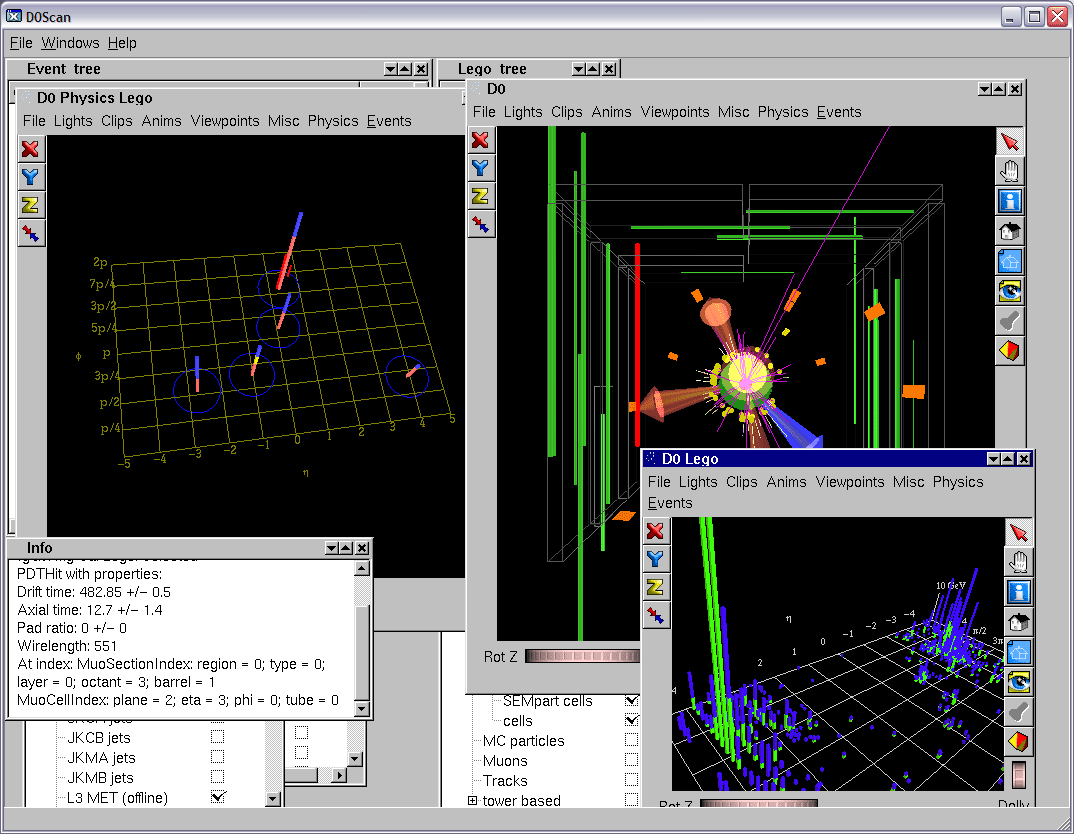 D0Scan
File Windows Help
Event tree
Lego tree
D0 Physics Lego
File Lights Clips Anims Viewpoints Misc Physics Events
X
Y
Z
2p
7p/4
3p/2
5p/4
p
3p/4
p/2
p/4
ϕ
-5 -4 -3 -2 -1 0 1 2 3 4 5
η
D0
File Lights Clips Anims Viewpoints Misc Physics Events
X
Y
Z
Rot Z
Info
PDTHit with properties:
Drift time: 482.85 +/- 0.5
Axial time: 12.7 +/- 1.4
Pad ratio: 0 +/- 0
Wirelength: 551
At index: MuoSectionIndex: region = 0; type = 0;
layer = 0; octant = 3; barrel = 1
MuoCellIndex: plane = 2; eta = 3; phi = 0; tube = 0
JKCB jets
JKMA jets
JKMB jets
L3 MET (offline)
SEMpart cells
cells
MC particles
Muons
Tracks
tower based
D0 Lego
File Lights Clips Anims Viewpoints Misc Physics
Events
X
Y
Z
10 GeV
η
4 2 1 0 -1 -2 -3 -4
π/2
Rot Z
Dolly